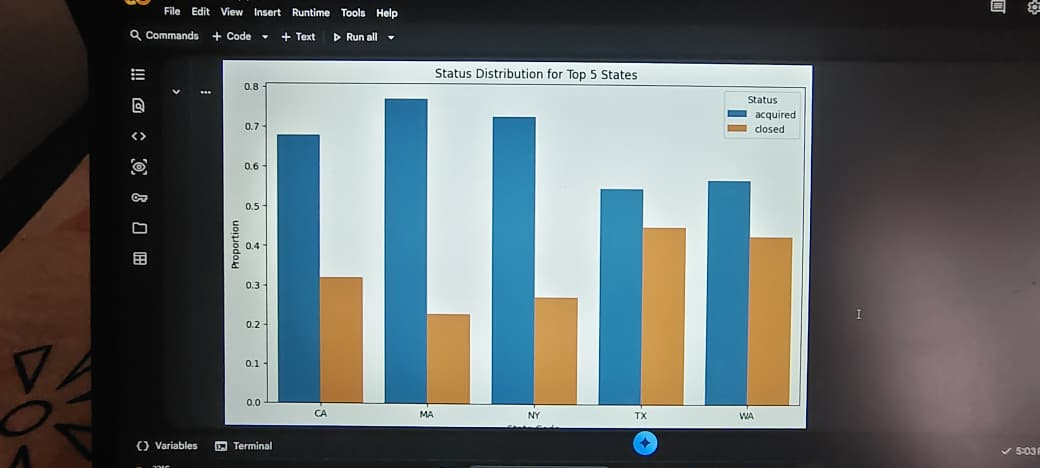 File Edit View Insert Runtime Tools Help
Commands + Code + Text Run all
Status Distribution for Top 5 States
Status
acquired
closed
Proportion
0.8
0.7
0.6
0.5
0.4
0.3
0.2
0.1
0.0
CA MA NY TX WA
Variables Terminal